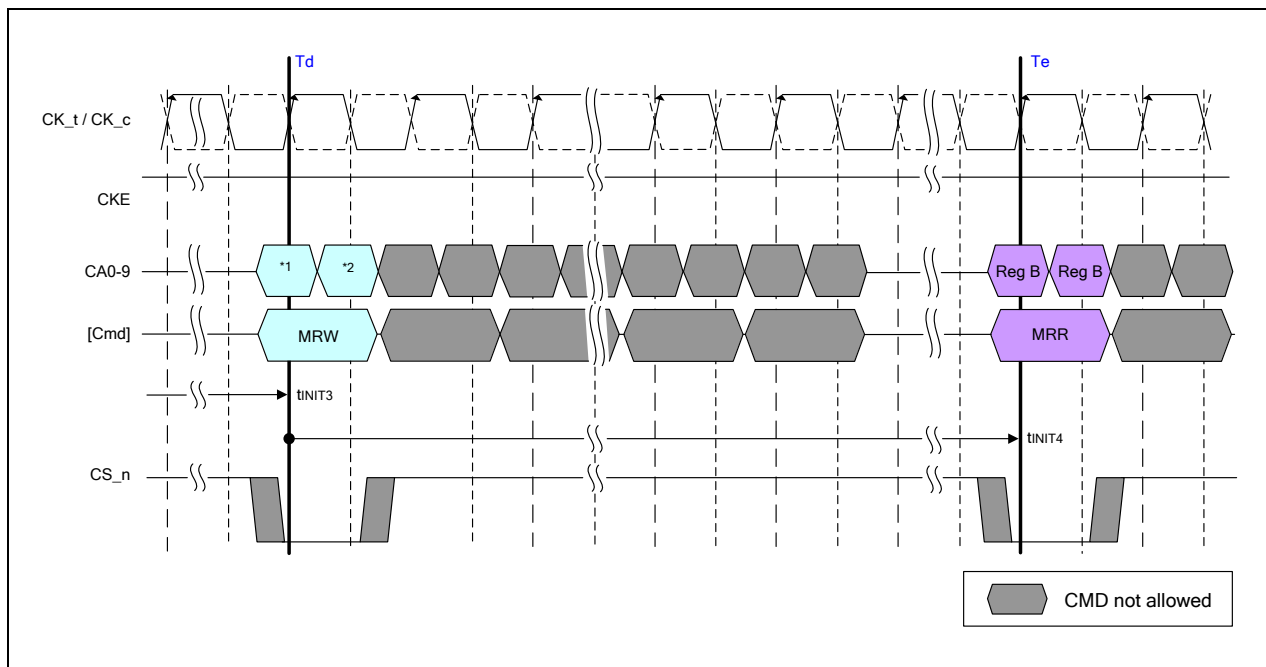 Td
Te
CK_t / CK_c
CKE
CA0-9
*1
*2
Reg B
Reg B
[Cmd]
MRW
MRR
tINIT3
tINIT4
CS_n
CMD not allowed